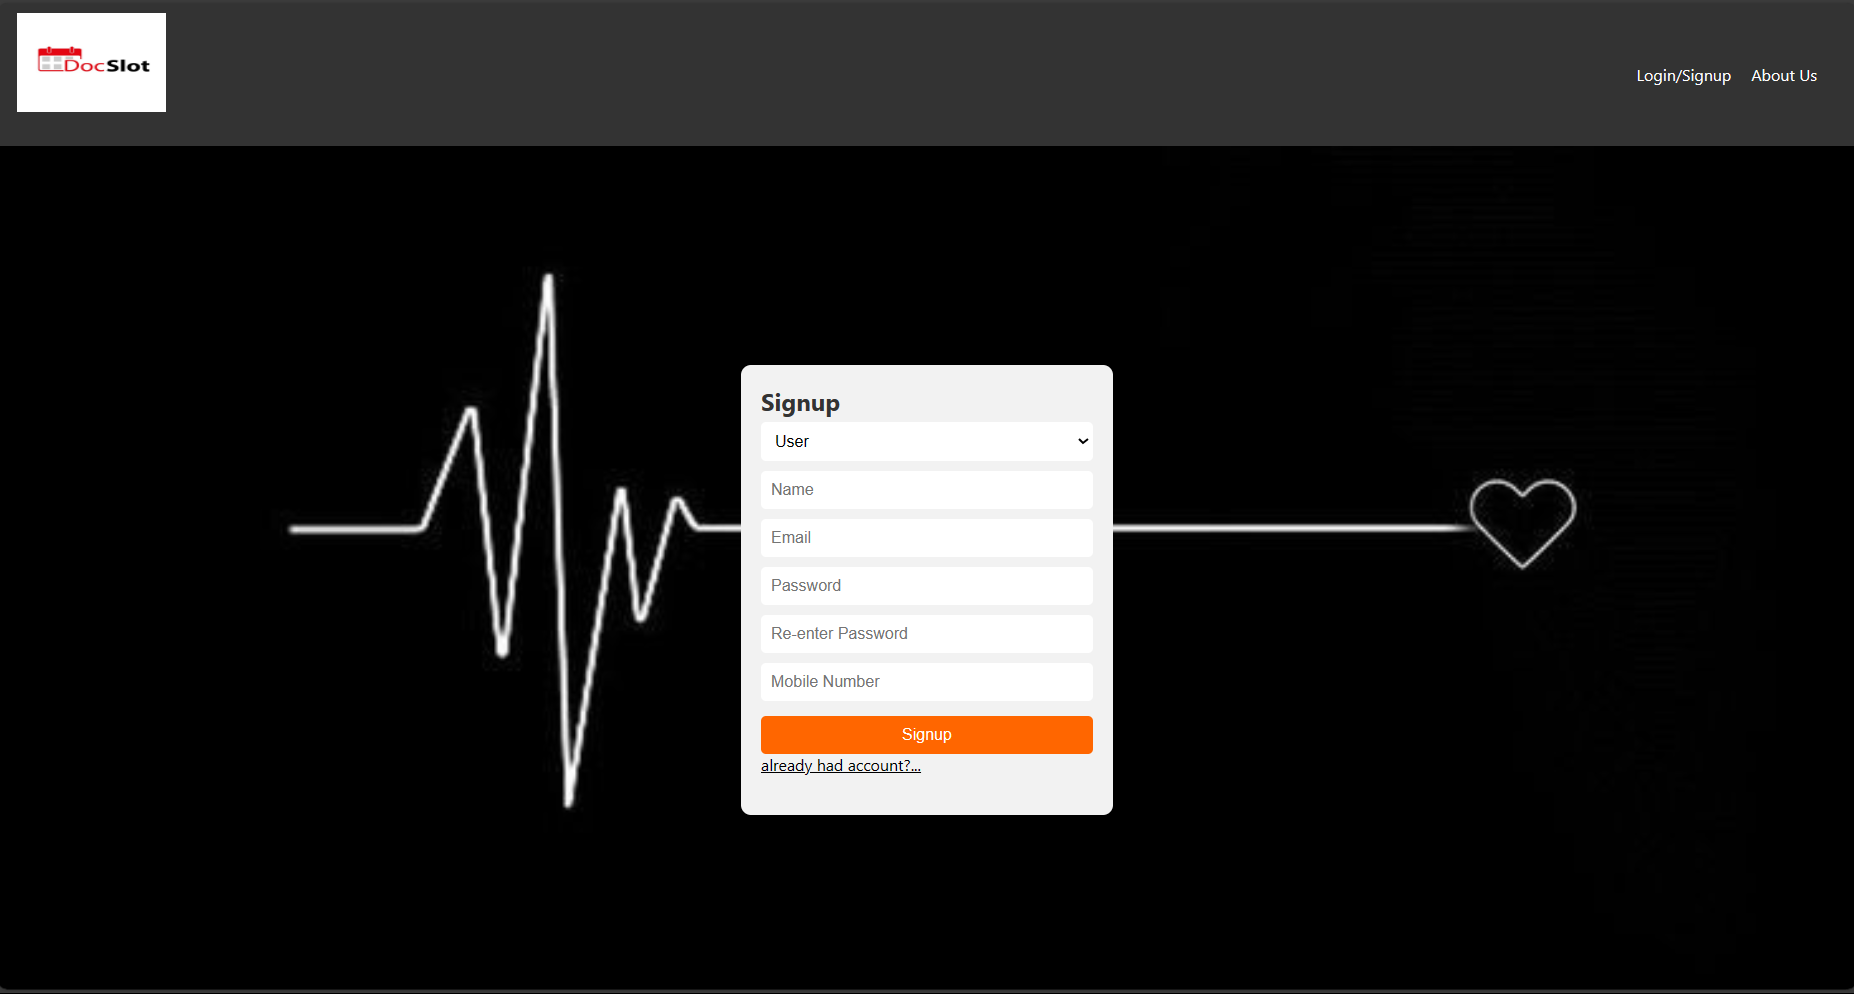 DocSlot
Login/Signup About Us
Signup
User
Name
Email
Password
Re-enter Password
Mobile Number
Signup
already had account?...